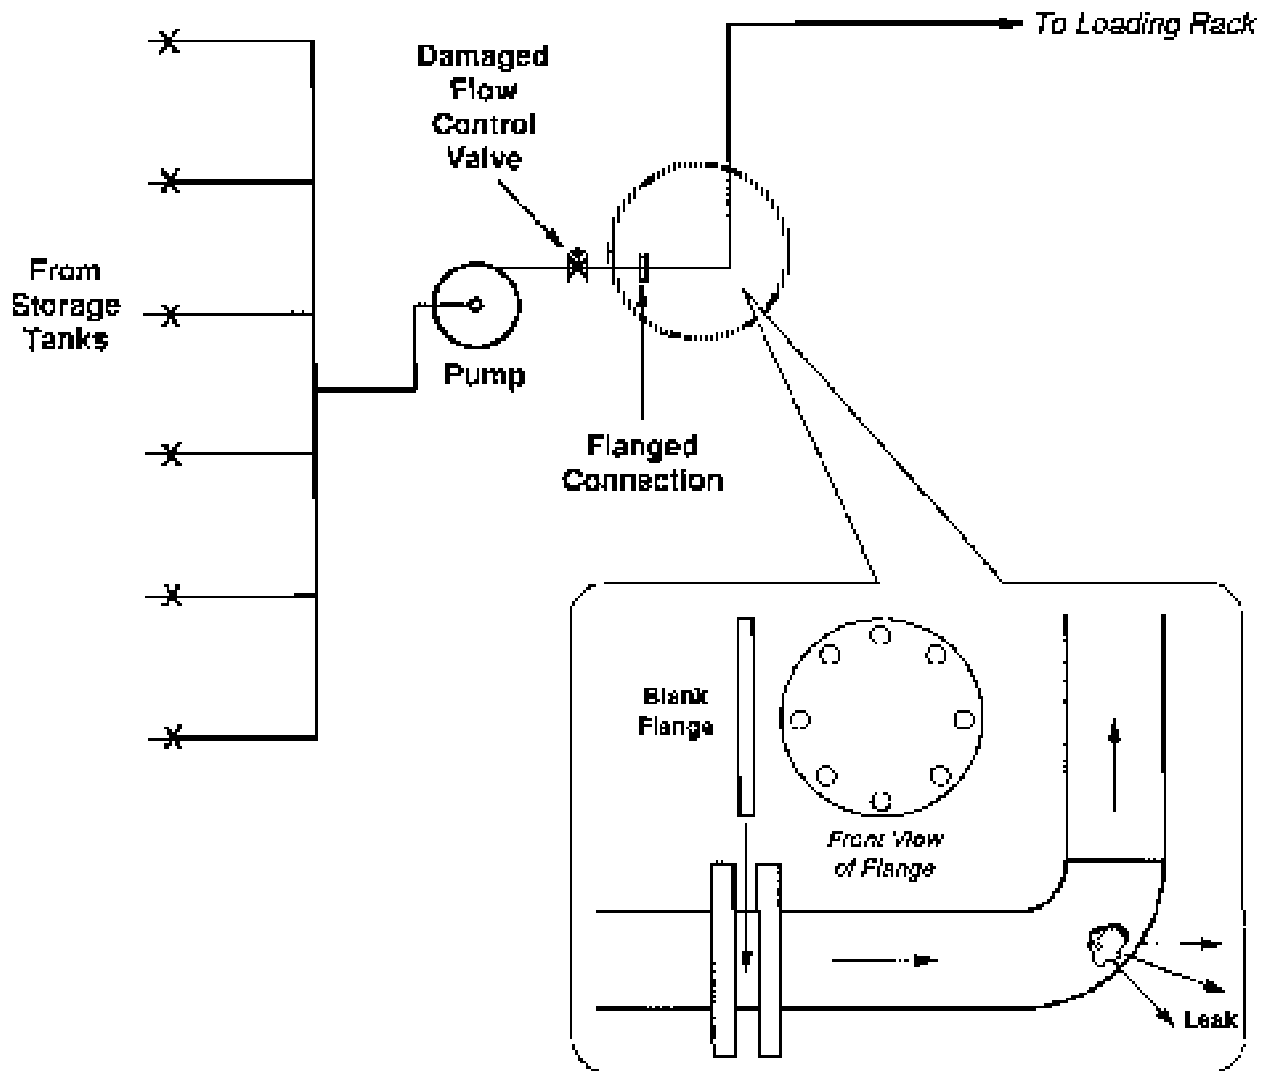 To Loading Rack
Damaged
Flow
Control
Valve
From
Storage
Tanks
Pump
Flanged
Connection
Blank
Flange
Front View
of Flange
Leak